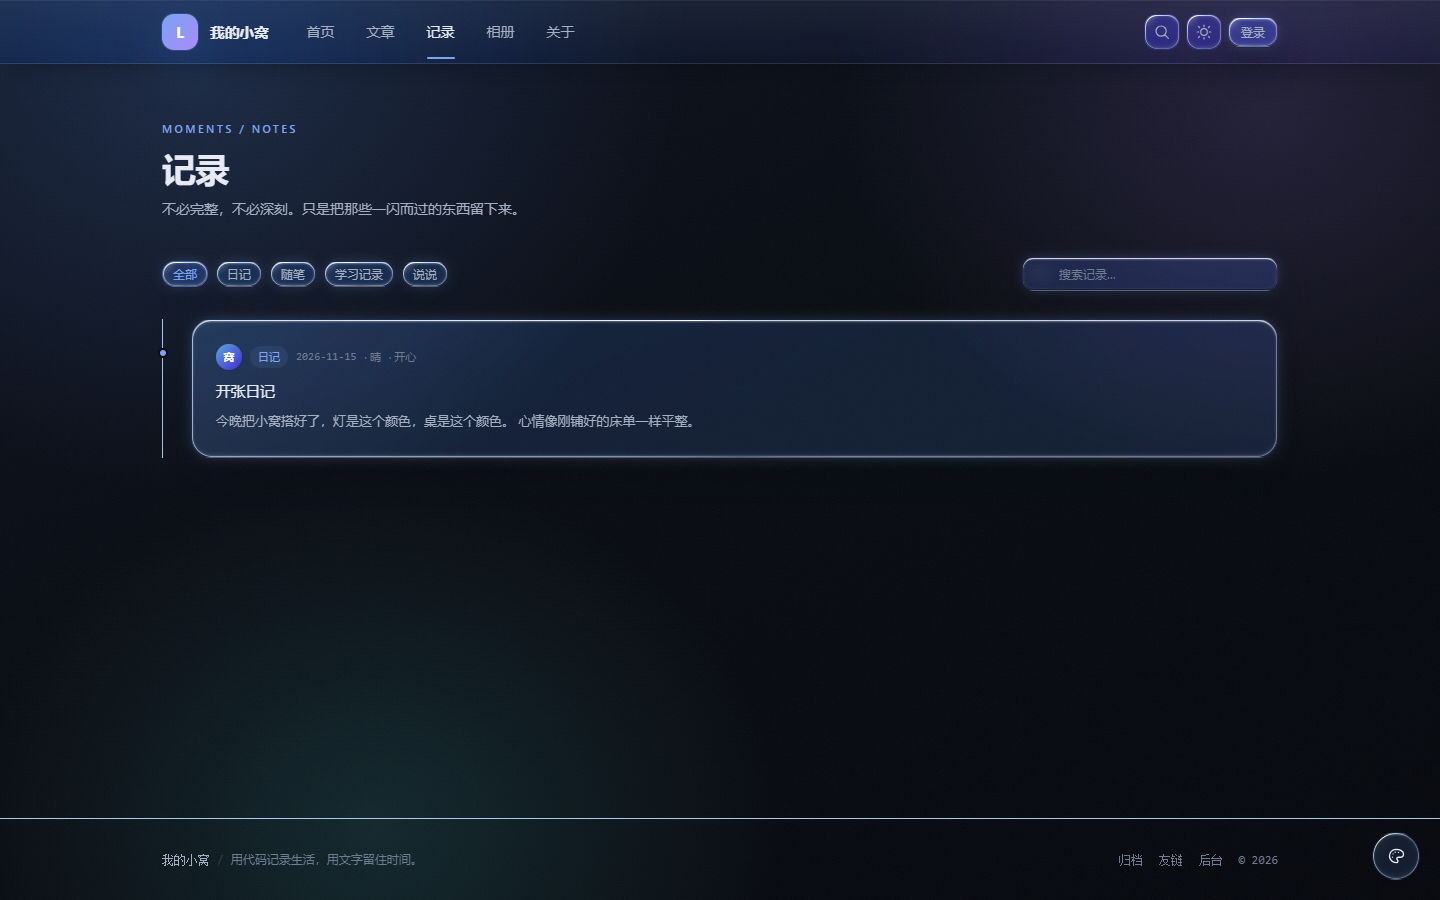 L 我的小窝 首页 文章 记录 相册 关于 登录
MOMENTS / NOTES
记录
不必完整，不必深刻。只是把那些一闪而过的东西留下来。
全部 日记 随笔 学习记录 说说 搜索记录...
窝 日记 2026-11-15 · 晴 · 开心
开张日记
今晚把小窝搭好了，灯是这个颜色，桌是这个颜色。 心情像刚铺好的床单一样平整。
我的小窝 / 用代码记录生活，用文字留住时间。 归档 友链 后台 © 2026